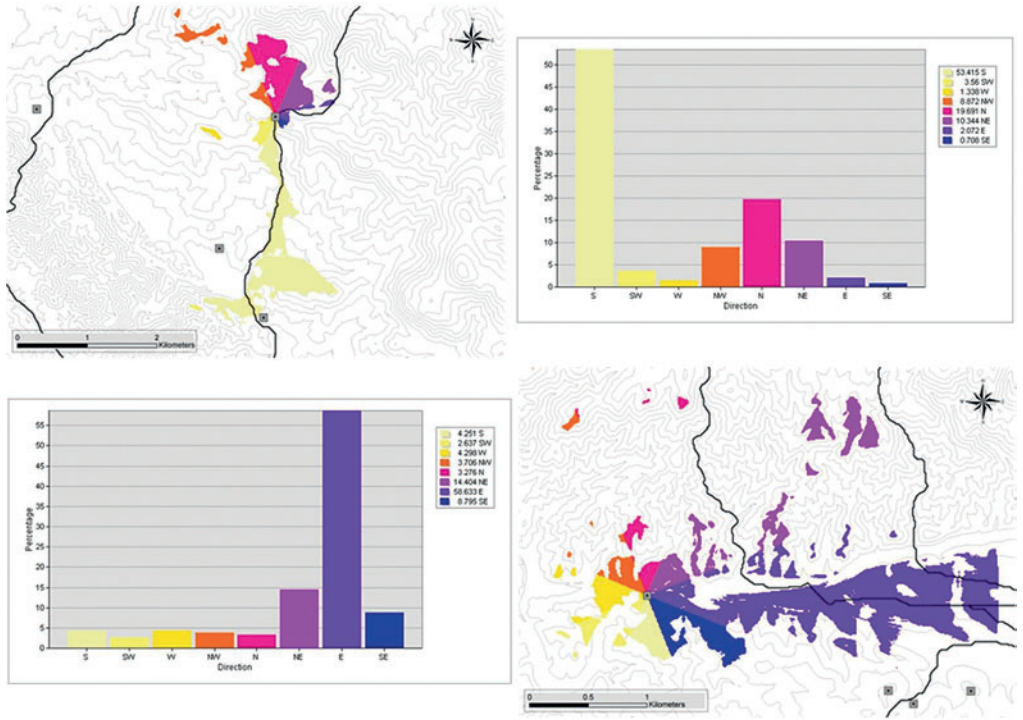 0 1 2
Kilometers
Percentage
50
45
40
35
30
25
20
15
10
5
0
S SW W NW N NE E SE
Direction
53.415 S
3.56 SW
1.338 W
8.872 NW
19.691 N
10.344 NE
2.072 E
0.708 SE
Percentage
55
50
45
40
35
30
25
20
15
10
5
0
S SW W NW N NE E SE
Direction
4.251 S
2.637 SW
4.298 W
3.706 NW
3.276 N
14.404 NE
58.633 E
8.795 SE
0 0.5 1
Kilometers